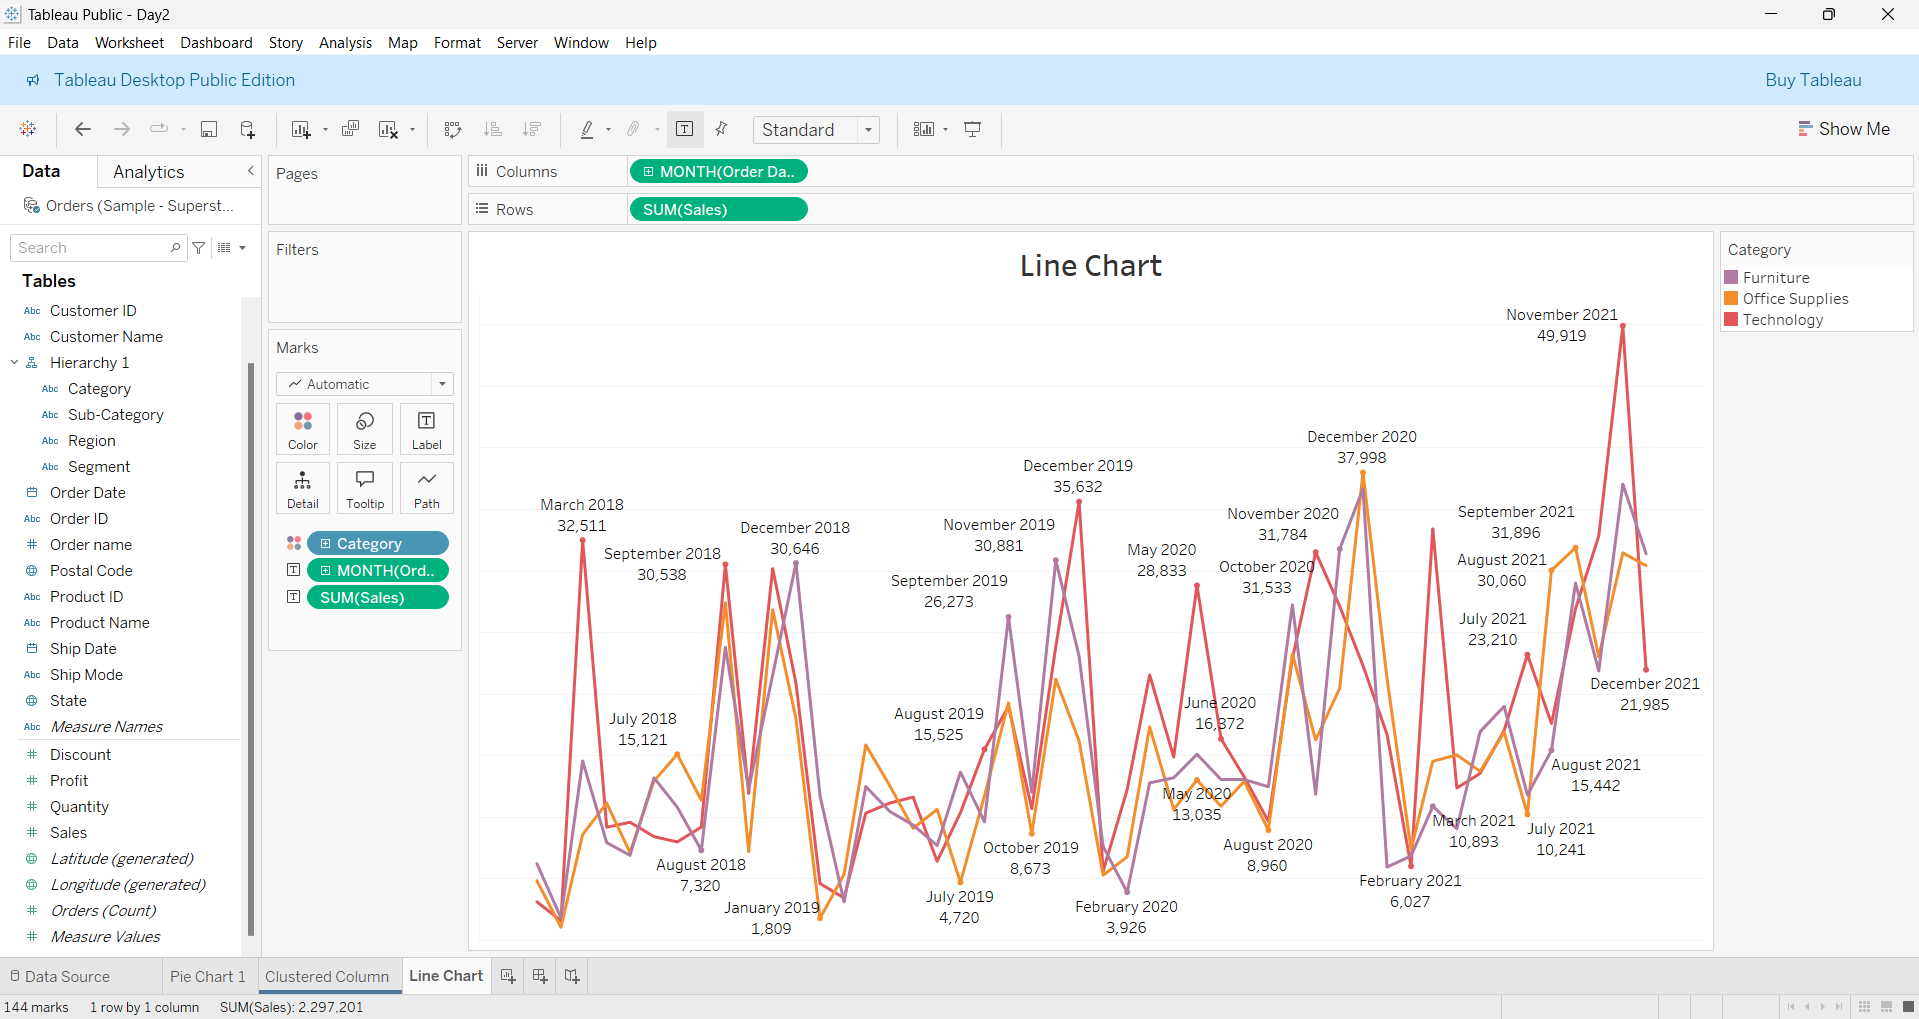 Tableau Public - Day2
File Data Worksheet Dashboard Story Analysis Map Format Server Window Help
Tableau Desktop Public Edition
Buy Tableau
Standard
Show Me
Data
Analytics
Orders (Sample - Superst...
Search
Tables
Abc Customer ID
Abc Customer Name
Hierarchy 1
Abc Category
Abc Sub-Category
Abc Region
Abc Segment
Order Date
Abc Order ID
# Order name
Postal Code
Abc Product ID
Abc Product Name
Ship Date
Abc Ship Mode
State
Abc Measure Names
# Discount
# Profit
# Quantity
# Sales
Latitude (generated)
Longitude (generated)
# Orders (Count)
# Measure Values
Pages
Filters
Marks
Automatic
Color
Size
T
Label
Detail
Tooltip
Path
Category
T MONTH(Ord..
T SUM(Sales)
Columns
MONTH(Order Da..
Rows
SUM(Sales)
Line Chart
November 2021
49,919
December 2020
37,998
December 2019
35,632
March 2018
32,511
September 2018
30,538
December 2018
30,646
November 2019
30,881
September 2019
26,273
May 2020
28,833
November 2020
31,784
October 2020
31,533
September 2021
31,896
August 2021
30,060
July 2021
23,210
December 2021
21,985
July 2018
15,121
August 2019
15,525
June 2020
16,372
August 2021
15,442
May 2020
13,035
March 2021
10,893
July 2021
10,241
October 2019
8,673
August 2020
8,960
August 2018
7,320
February 2021
6,027
July 2019
4,720
January 2019
1,809
February 2020
3,926
Category
Furniture
Office Supplies
Technology
Data Source
Pie Chart 1
Clustered Column
Line Chart
144 marks 1 row by 1 column SUM(Sales): 2,297,201